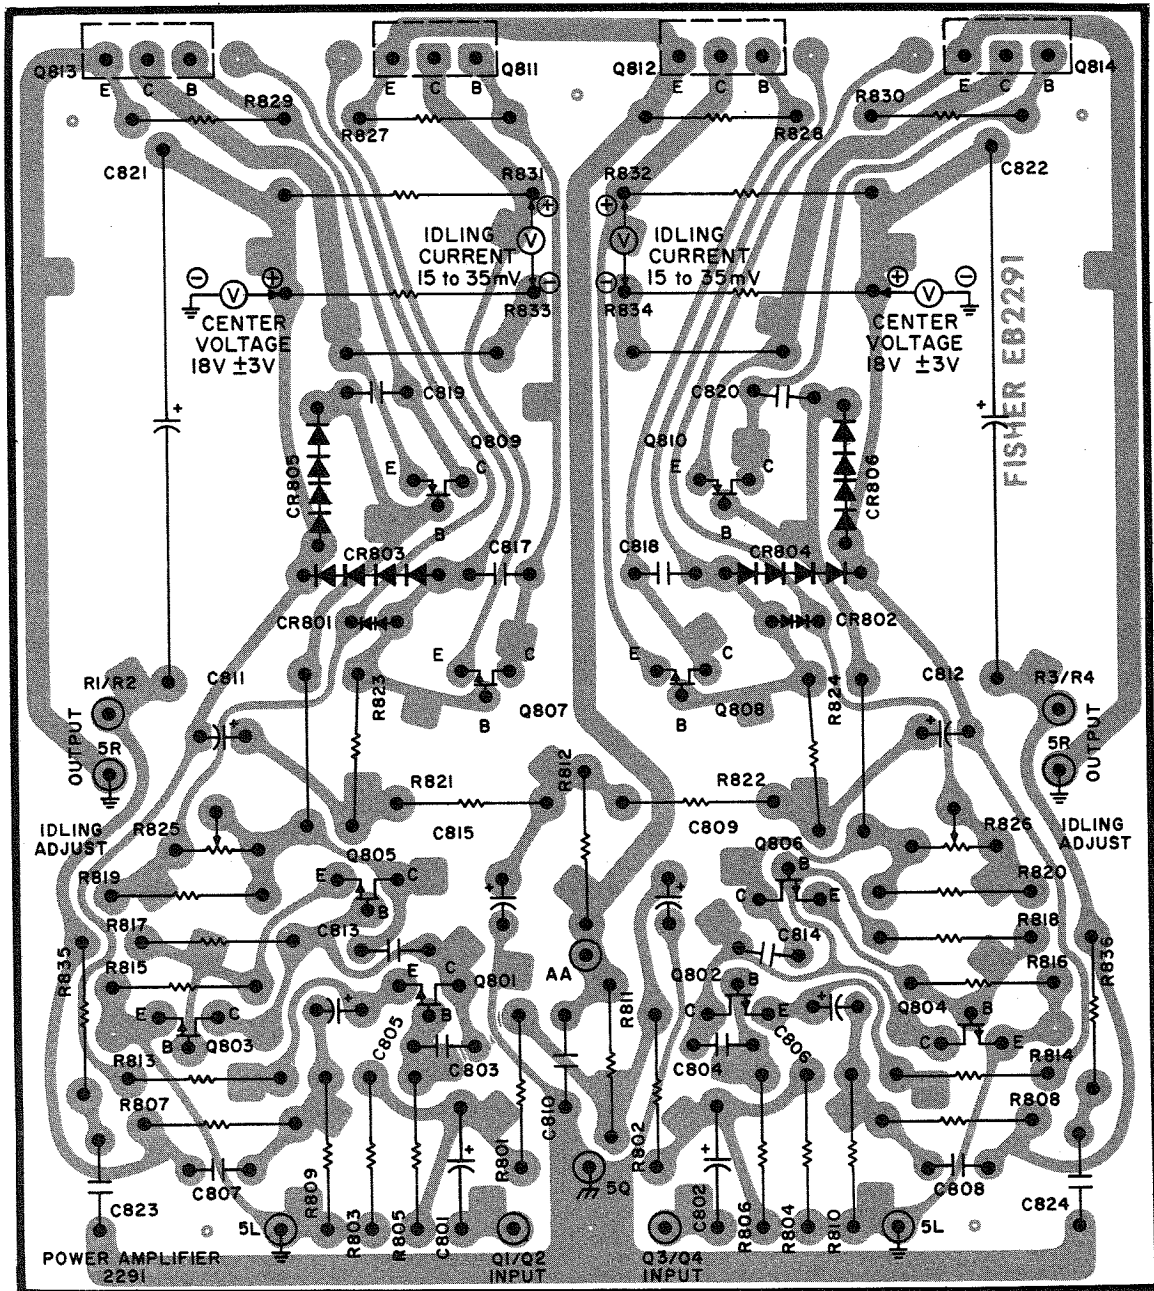 Q813
E C B
Q811
E C B
Q812
E C B
Q814
E C B
R829
R827
R828
R830
C821
R831
R832
C822
IDLING
CURRENT
15 to 35mV
IDLING
CURRENT
15 to 35mV
V
V
V
V
R833
R834
CENTER
VOLTAGE
18V ±3V
CENTER
VOLTAGE
18V ±3V
FISHER EB2291
C819
C820
Q809
E C
B
Q810
E C
B
CR805
CR806
CR803
C817
C818
CR804
CR801
CR802
R1/R2
C811
R823
E C
B
Q807
E C
B
Q808
R824
C812
R3/R4
OUTPUT
5R
5R
OUTPUT
R821
R812
R822
IDLING
ADJUST
R825
C815
C809
R826
IDLING
ADJUST
Q805
E C
B
Q806
B
C E
R819
R820
R817
C813
C814
R818
R835
R815
E C
B
Q801
AA
R811
Q802
B
C E
R816
R836
E C
B
Q803
C805
C806
Q804
B
C E
R813
C803
C804
R814
R807
C810
R808
R801
R802
C807
R809
5Q
C808
C823
R803
R805
C801
C802
R806
R804
R810
C824
5L
5L
POWER AMPLIFIER
2291
Q1/Q2
INPUT
Q3/Q4
INPUT